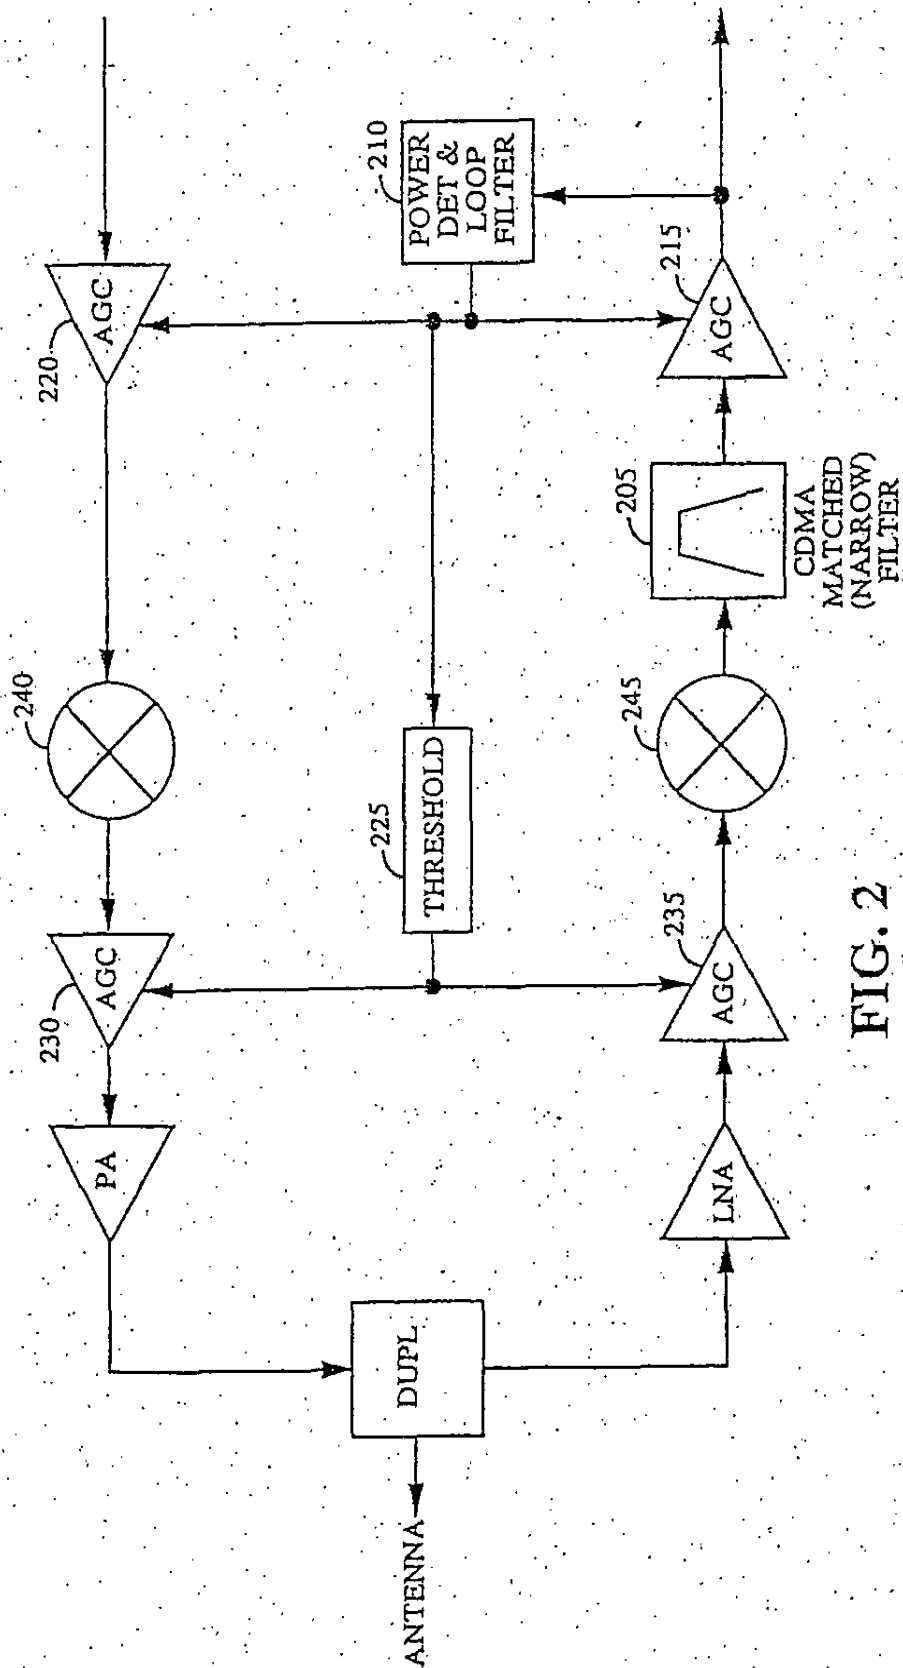 ANTENNA
DUPL
PA
230
AGC
240
220
AGC
225
THRESHOLD
210
POWER
DET &
LOOP
FILTER
LNA
235
AGC
245
205
CDMA
MATCHED
(NARROW)
FILTER
215
AGC
FIG. 2